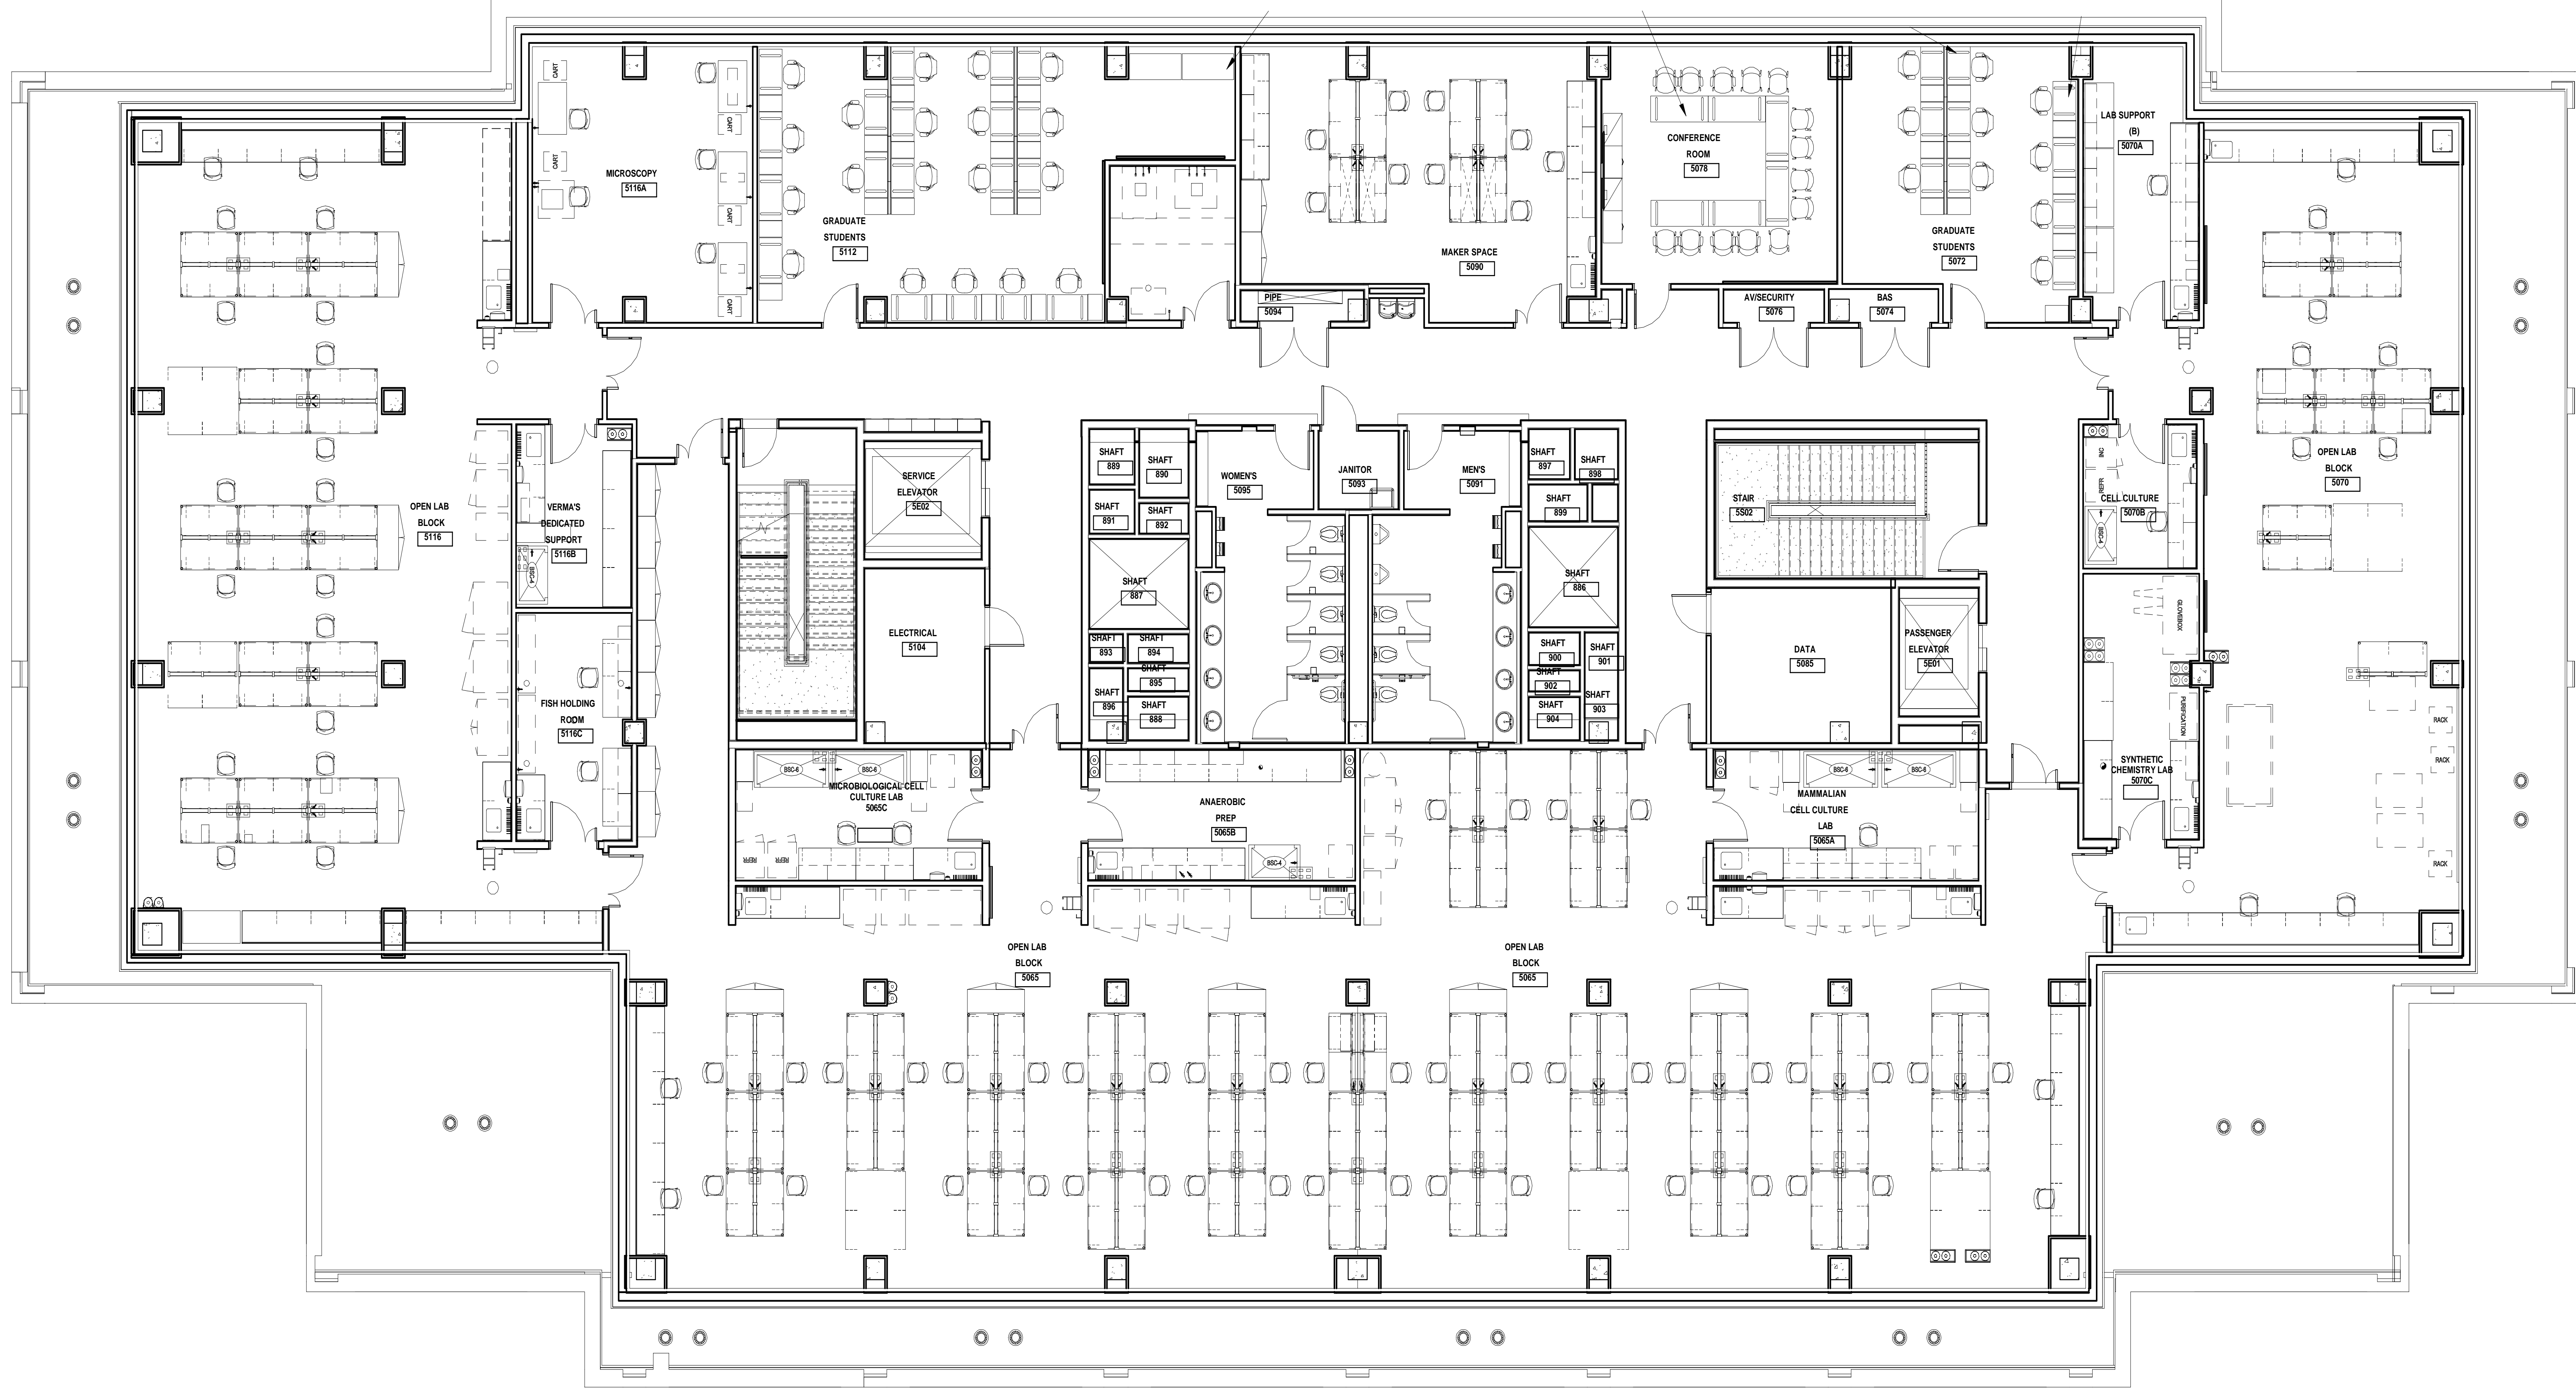 CART
CART
CART
CART
CART
MICROSCOPY
5116A
GRADUATE
STUDENTS
5112
MAKER SPACE
5090
CONFERENCE
ROOM
5078
GRADUATE
STUDENTS
5072
LAB SUPPORT
(B)
5070A
PIPE
5094
AV/SECURITY
5076
BAS
5074
OPEN LAB
BLOCK
5116
VERMA'S
DEDICATED
SUPPORT
5116B
BSC-4
FISH HOLDING
ROOM
5116C
SERVICE
ELEVATOR
5E02
ELECTRICAL
5104
SHAFT
889
SHAFT
890
SHAFT
891
SHAFT
892
SHAFT
887
SHAFT
893
SHAFT
894
SHAFT
895
SHAFT
896
SHAFT
888
WOMEN'S
5095
JANITOR
5093
MEN'S
5091
SHAFT
897
SHAFT
898
SHAFT
899
SHAFT
886
SHAFT
900
SHAFT
901
SHAFT
902
SHAFT
903
SHAFT
904
STAIR
5S02
DATA
5085
PASSENGER
ELEVATOR
5E01
INC
REFR
CELL CULTURE
5070B
BSC-4
OPEN LAB
BLOCK
5070
GLOVEBOX
PURIFICATION
SYNTHETIC
CHEMISTRY LAB
5070C
RACK
RACK
RACK
BSC-6
BSC-6
MICROBIOLOGICAL CELL
CULTURE LAB
5065C
REFR
REFR
ANAEROBIC
PREP
5065B
BSC-4
BSC-6
BSC-6
MAMMALIAN
CELL CULTURE
LAB
5065A
OPEN LAB
BLOCK
5065
OPEN LAB
BLOCK
5065